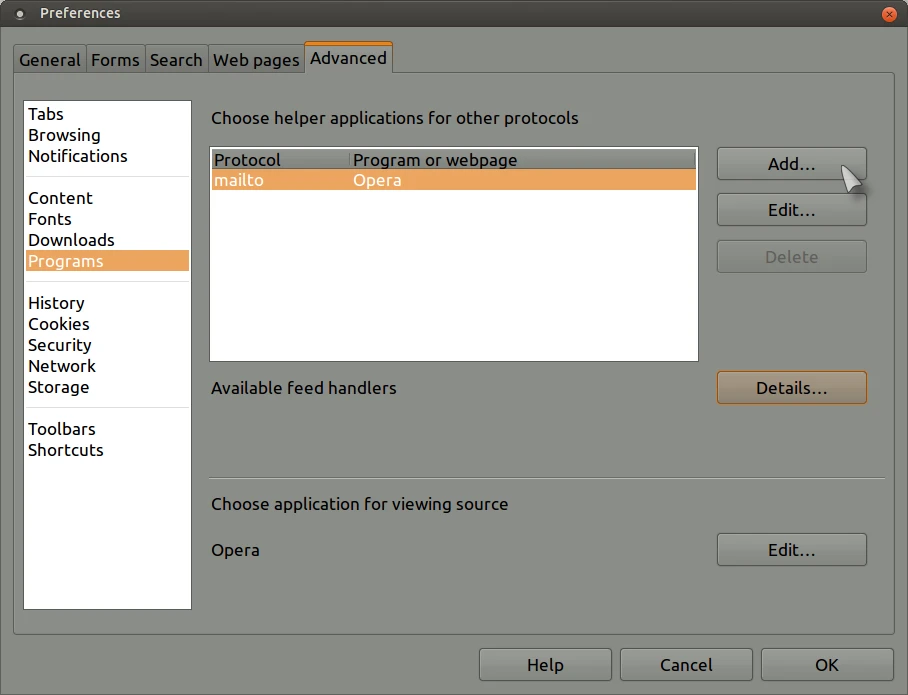 Preferences
General Forms Search Web pages Advanced
Tabs
Browsing
Notifications
Content
Fonts
Downloads
Programs
History
Cookies
Security
Network
Storage
Toolbars
Shortcuts
Choose helper applications for other protocols
Protocol Program or webpage
mailto Opera
Add...
Edit...
Delete
Available feed handlers
Details...
Choose application for viewing source
Opera
Edit...
Help Cancel OK